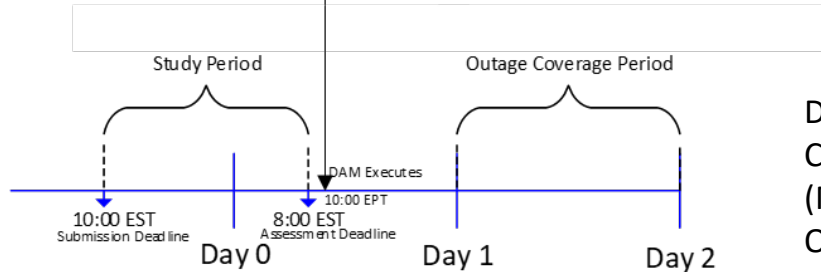 Study Period
Outage Coverage Period
DAM Executes
10:00 EPT
10:00 EST
Submission Deadline
8:00 EST
Assessment Deadline
Day 0
Day 1
Day 2
D
C
(
C